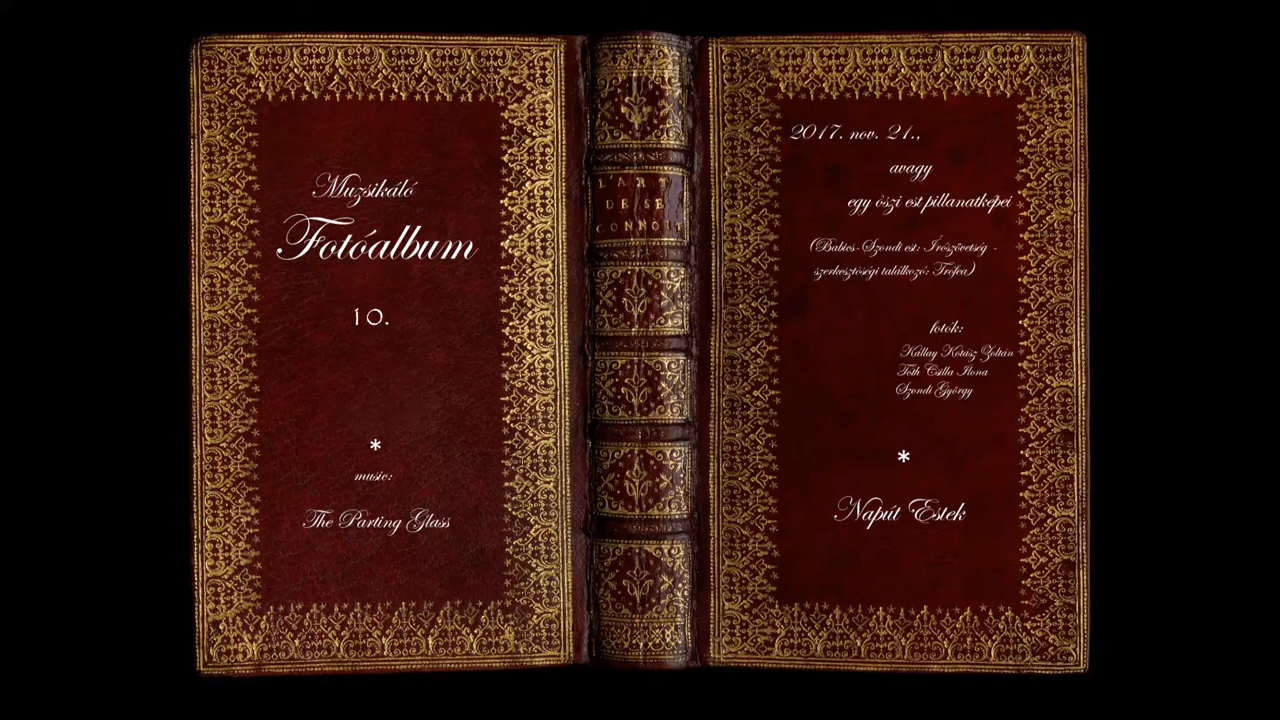 Muzsikáló
Fotóalbum
10.
*
music:
The Parting Glass
L'ART
DE SE
CONNOIT
2017. nov. 21.,
avagy
egy őszi est pillanatképei
(Babics-Szondi est: Írószövetség -
szerkesztőségi találkozó: Trófea)
fotók:
Kállay Kotász Zoltán
Tóth Csilla Ilona
Szondi György
*
Napút Estek